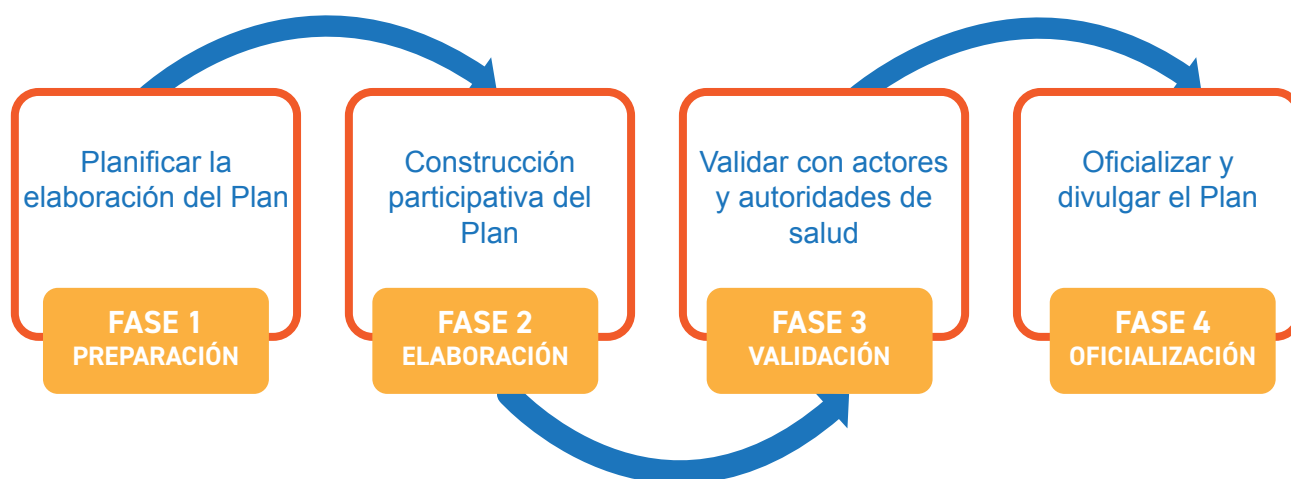 Planificar la
elaboración del Plan
FASE 1
PREPARACIÓN
Construcción
participativa del
Plan
FASE 2
ELABORACIÓN
Validar con actores
y autoridades de
salud
FASE 3
VALIDACIÓN
Oficializar y
divulgar el Plan
FASE 4
OFICIALIZACIÓN